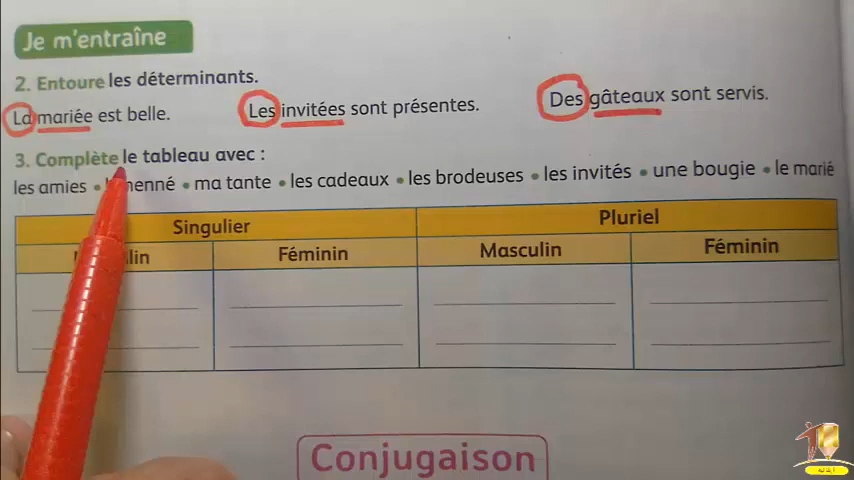 Je m'entraîne
2. Entoure les déterminants.
La mariée est belle. Les invitées sont présentes. Des gâteaux sont servis.
3. Complète le tableau avec :
les amies • henné • ma tante • les cadeaux • les brodeuses • les invités • une bougie • le marié
Singulier Pluriel
Féminin Masculin Féminin
Conjugaison